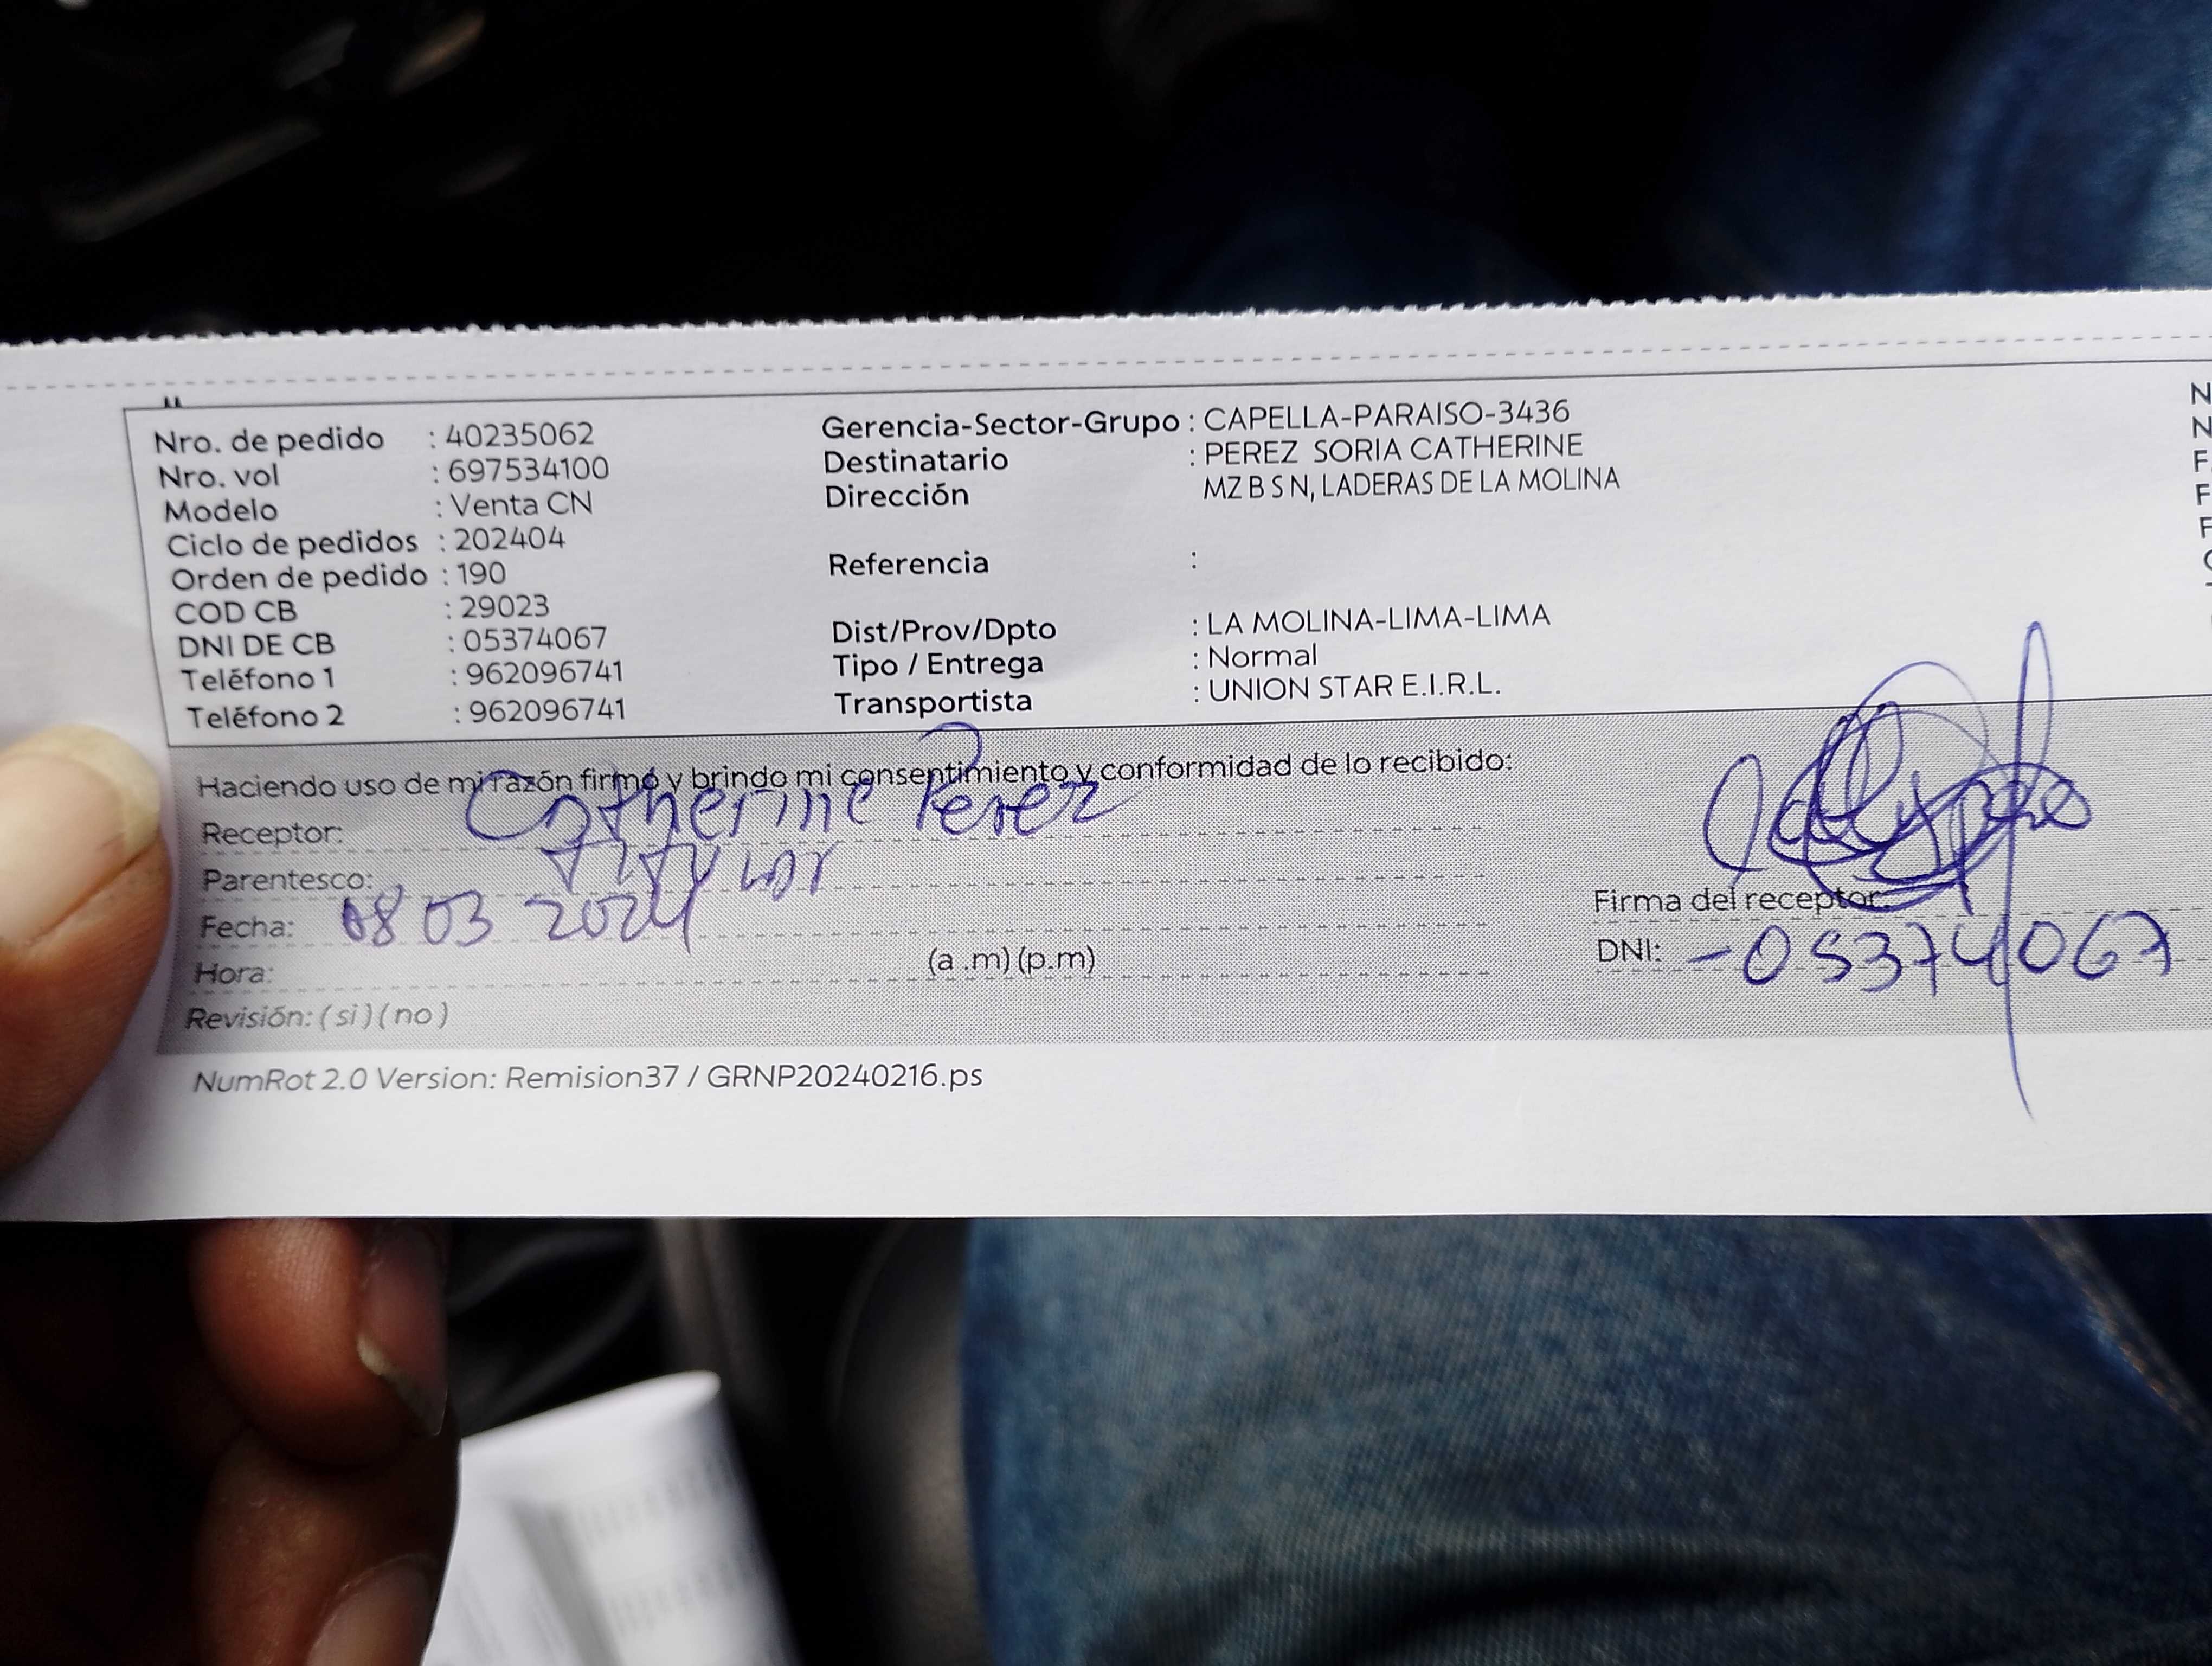 Nro. de pedido : 40235062
Nro. vol : 697534100
Modelo : Venta CN
Ciclo de pedidos : 202404
Orden de pedido : 190
COD CB : 29023
DNI DE CB : 05374067
Teléfono 1 : 962096741
Teléfono 2 : 962096741
Gerencia-Sector-Grupo : CAPELLA-PARAISO-3436
Destinatario : PEREZ SORIA CATHERINE
Dirección MZ B S N, LADERAS DE LA MOLINA
Referencia :
Dist/Prov/Dpto : LA MOLINA-LIMA-LIMA
Tipo / Entrega : Normal
Transportista : UNION STAR E.I.R.L.
N
N
F
F
F
Haciendo uso de mi razón firmo y brindo mi consentimiento y conformidad de lo recibido:
Receptor: Catherine Perez
Parentesco: Titular
Fecha: 08 03 2024
Hora: (a .m) (p.m)
Revisión: ( si ) ( no )
Firma del receptor:
DNI: - 05374067
NumRot 2.0 Version: Remision37 / GRNP20240216.ps